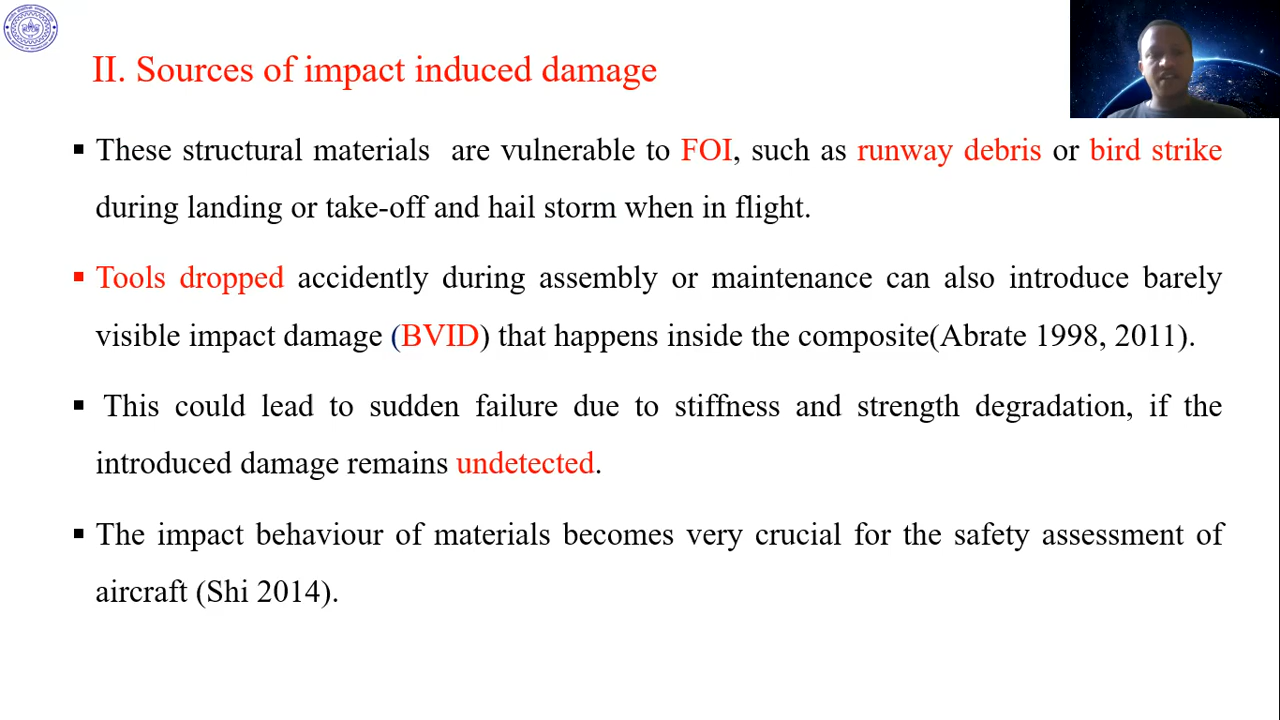 II. Sources of impact induced damage
▪ These structural materials are vulnerable to FOI, such as runway debris or bird strike
during landing or take-off and hail storm when in flight.
▪ Tools dropped accidently during assembly or maintenance can also introduce barely
visible impact damage (BVID) that happens inside the composite(Abrate 1998, 2011).
▪ This could lead to sudden failure due to stiffness and strength degradation, if the
introduced damage remains undetected.
▪ The impact behaviour of materials becomes very crucial for the safety assessment of
aircraft (Shi 2014).